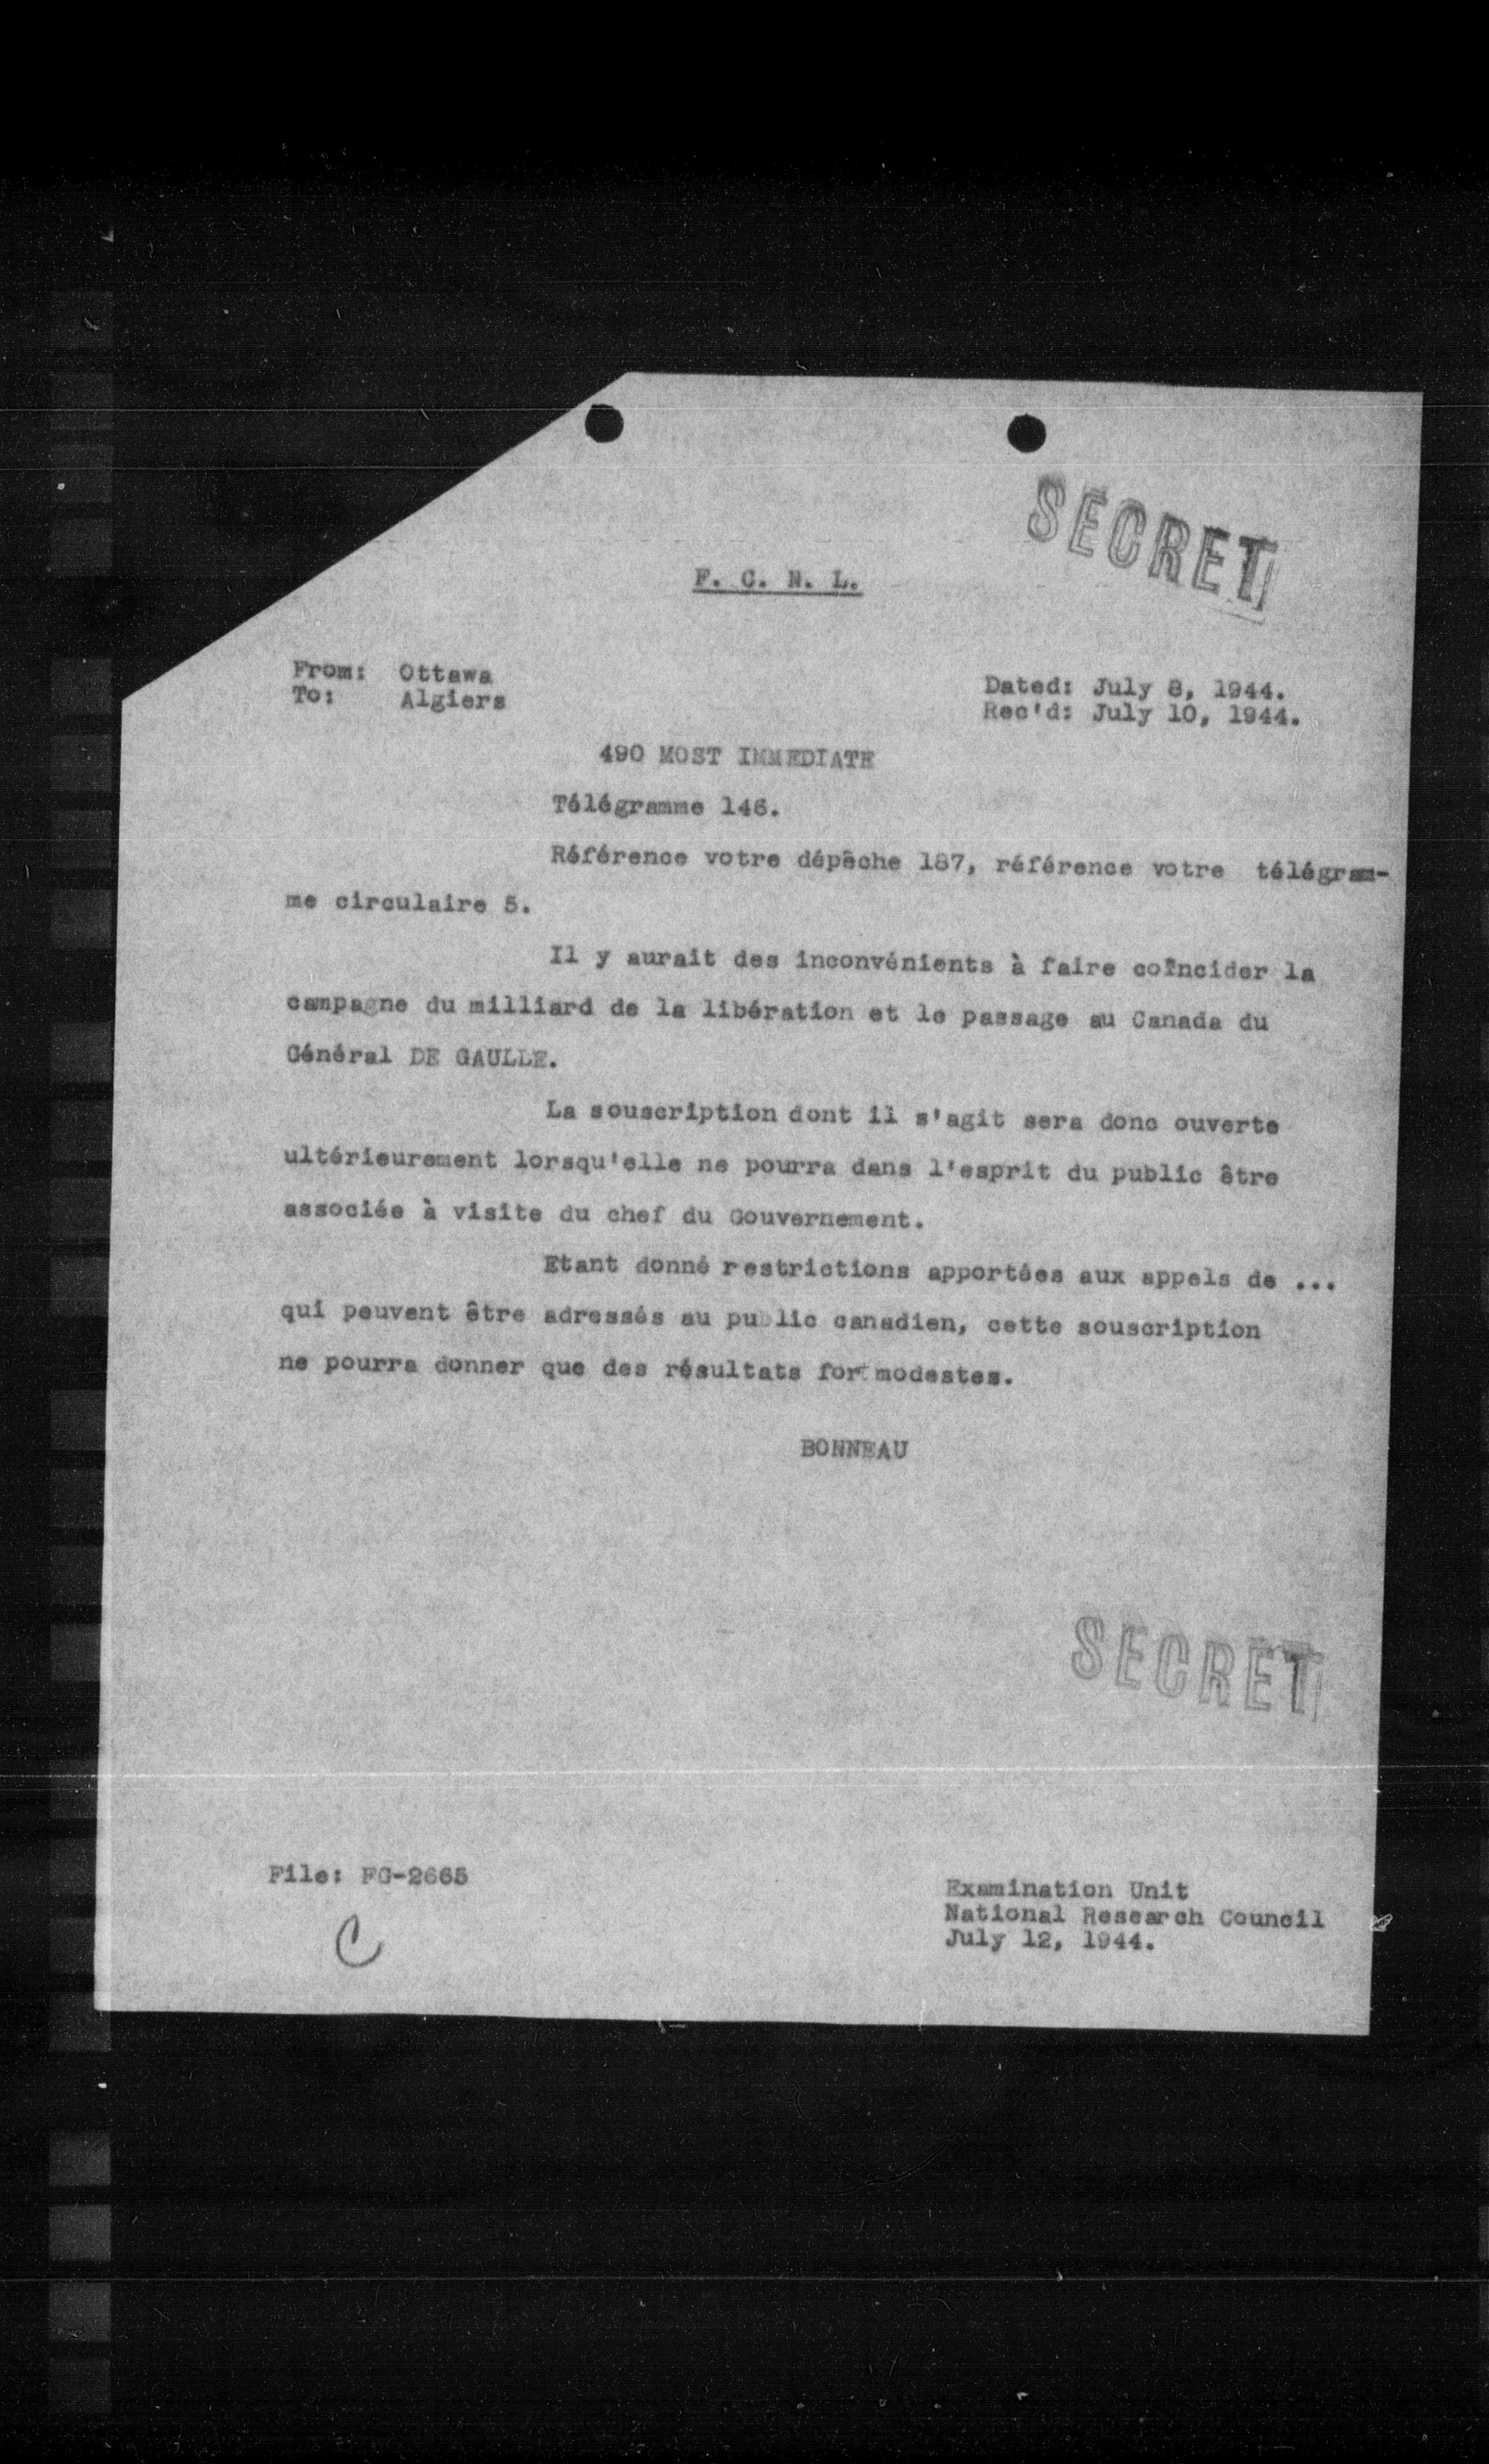 SECRET
F. C. N. L.
From: Ottawa
To: Algiers
Dated: July 8, 1944.
Rec'd: July 10, 1944.
490 MOST IMMEDIATE
Télégramme 146.
Référence votre dépêche 187, référence votre télégram-
me circulaire 5.
Il y aurait des inconvénients à faire coîncider la
campagne du milliard de la libération et le passage au Canada du
Général DE GAULLE.
La souscription dont il s'agit sera donc ouverte
ultérieurement lorsqu'elle ne pourra dans l'esprit du public être
associée à visite du chef du Gouvernement.
Etant donné restrictions apportées aux appels de ...
qui peuvent être adressés au public canadien, cette souscription
ne pourra donner que des résultats fort modestes.
BONNEAU
SECRET
File: FG-2665
C
Examination Unit
National Research Council
July 12, 1944.